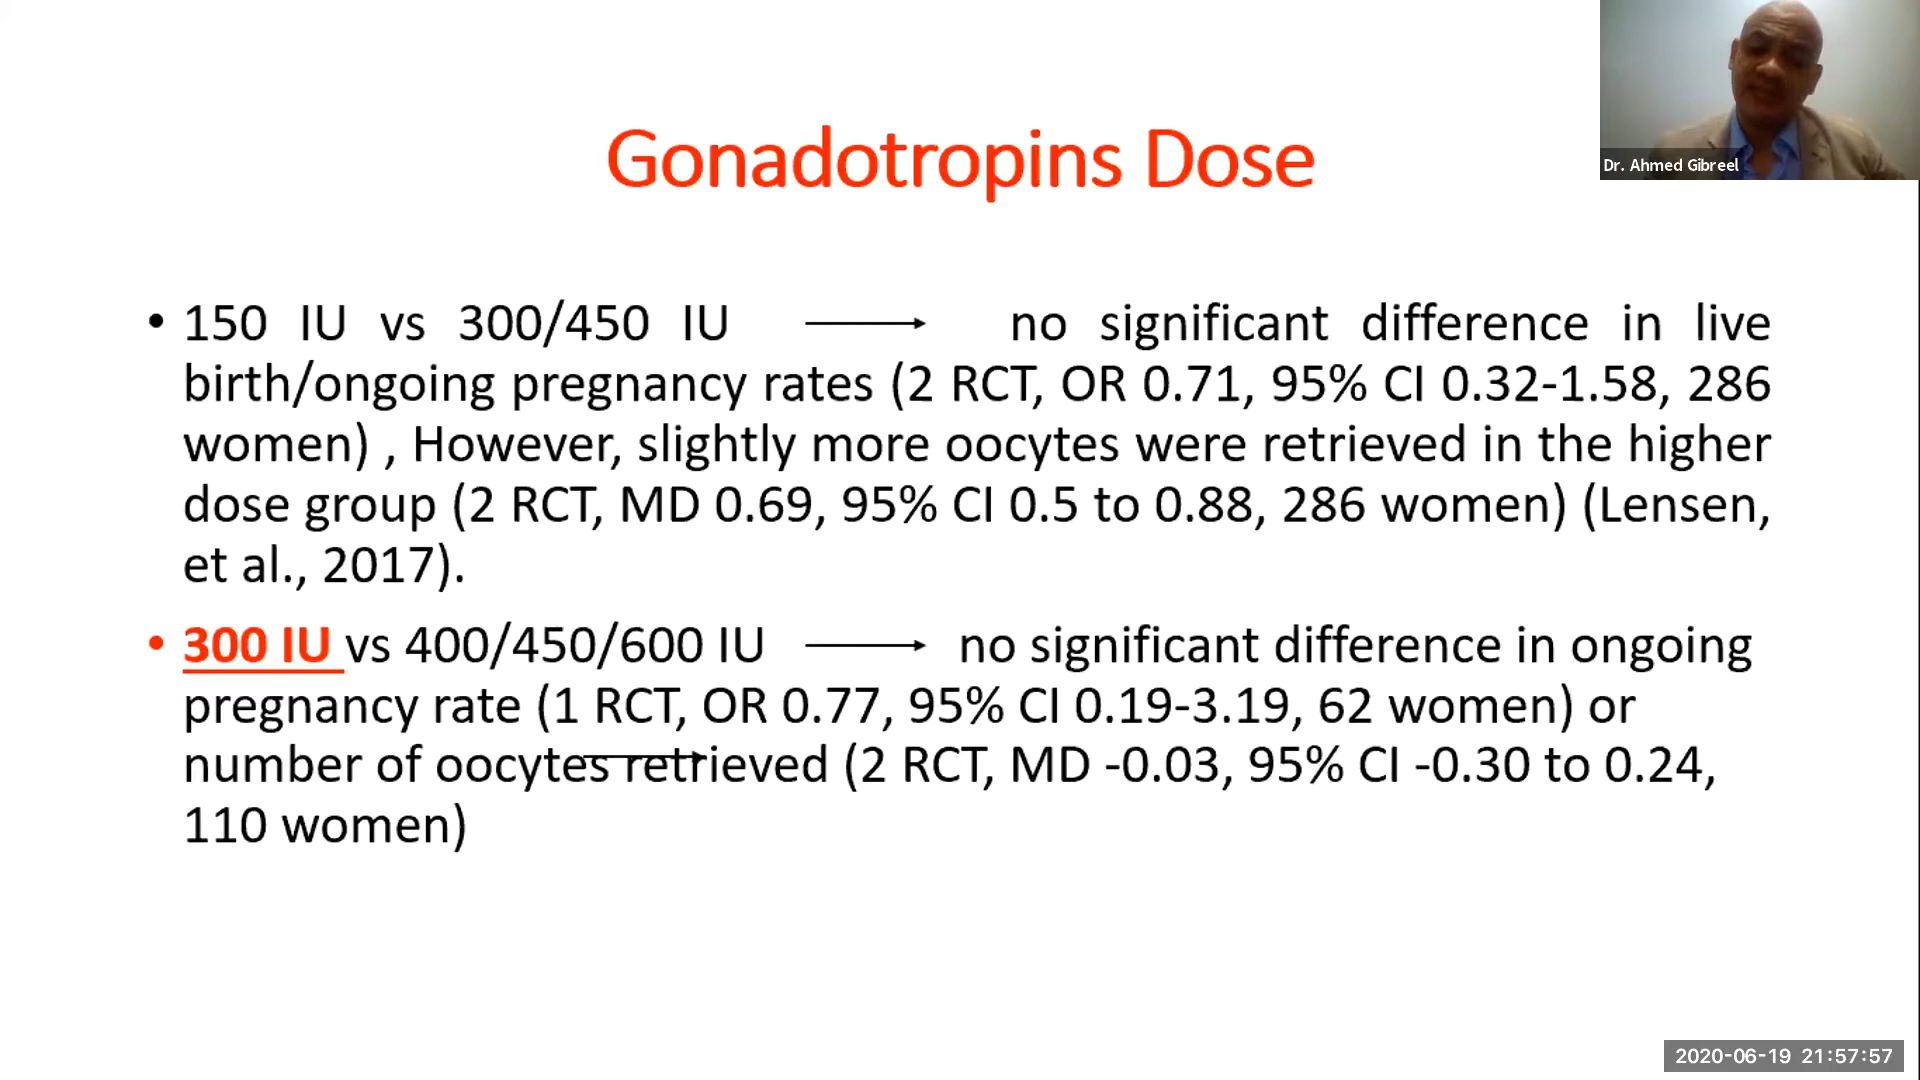 Gonadotropins Dose
Dr. Ahmed Gibreel
• 150 IU vs 300/450 IU ⟶ no significant difference in live
birth/ongoing pregnancy rates (2 RCT, OR 0.71, 95% CI 0.32-1.58, 286
women) , However, slightly more oocytes were retrieved in the higher
dose group (2 RCT, MD 0.69, 95% CI 0.5 to 0.88, 286 women) (Lensen,
et al., 2017).
• 300 IU vs 400/450/600 IU ⟶ no significant difference in ongoing
pregnancy rate (1 RCT, OR 0.77, 95% CI 0.19-3.19, 62 women) or
number of oocytes retrieved (2 RCT, MD -0.03, 95% CI -0.30 to 0.24,
110 women)
2020-06-19 21:57:57